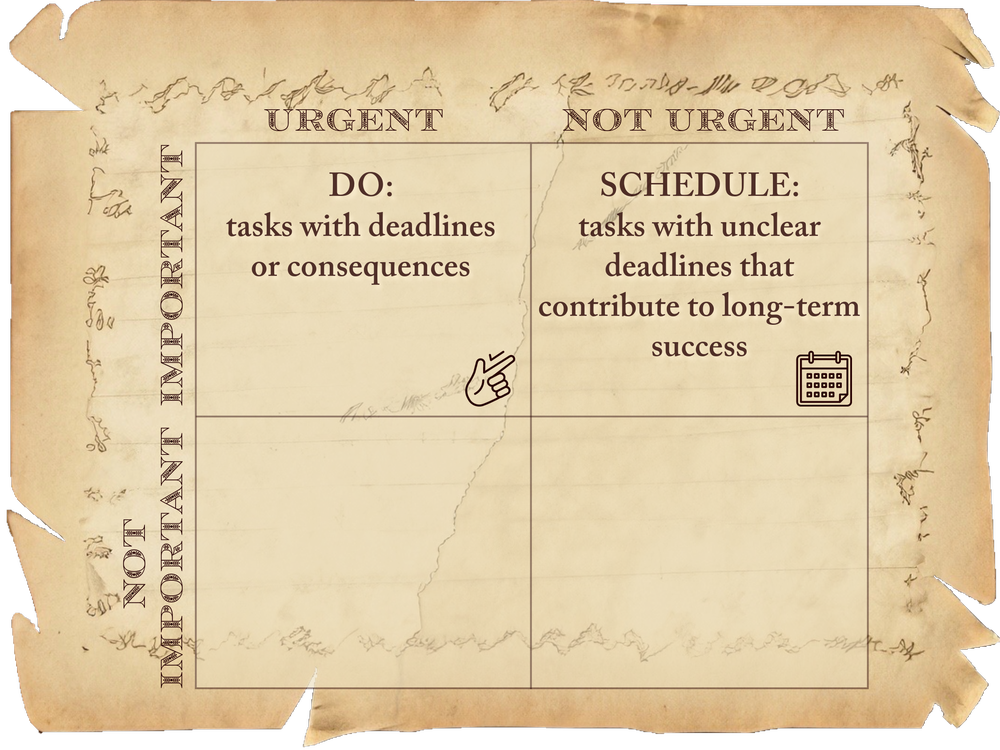 URGENT
NOT URGENT
IMPORTANT
DO:
tasks with deadlines
or consequences
SCHEDULE:
tasks with unclear
deadlines that
contribute to long-term
success
NOT
IMPORTANT